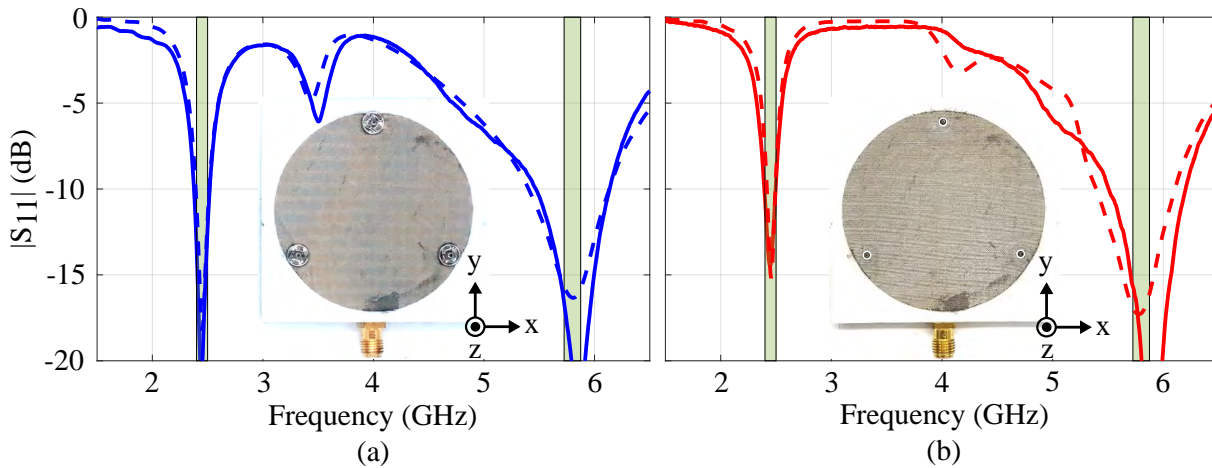 0
-5
-10
-15
-20
|S11| (dB)
2 3 4 5 6
Frequency (GHz)
(a)
y
x
z
2 3 4 5 6
Frequency (GHz)
(b)
y
x
z